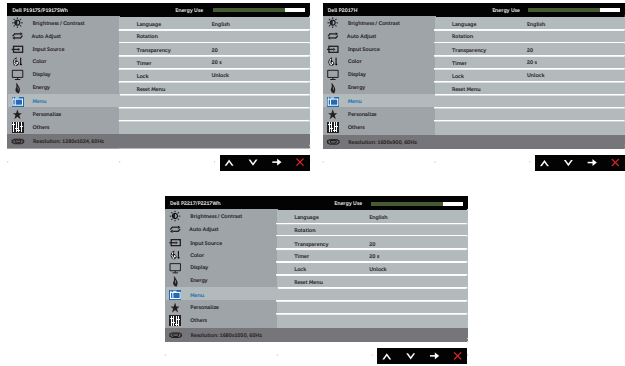 Dell P1917S/P1917SWh Energy Use
Brightness / Contrast Language English
Auto Adjust Rotation
Input Source Transparency 20
Color Timer 20 s
Display Lock Unlock
Energy Reset Menu
Menu
Personalize
Others
Resolution: 1280x1024, 60Hz
Dell P2017H Energy Use
Brightness / Contrast Language English
Auto Adjust Rotation
Input Source Transparency 20
Color Timer 20 s
Display Lock Unlock
Energy Reset Menu
Menu
Personalize
Others
Resolution: 1600x900, 60Hz
Dell P2217/P2217Wh Energy Use
Brightness / Contrast Language English
Auto Adjust Rotation
Input Source Transparency 20
Color Timer 20 s
Display Lock Unlock
Energy Reset Menu
Menu
Personalize
Others
Resolution: 1680x1050, 60Hz